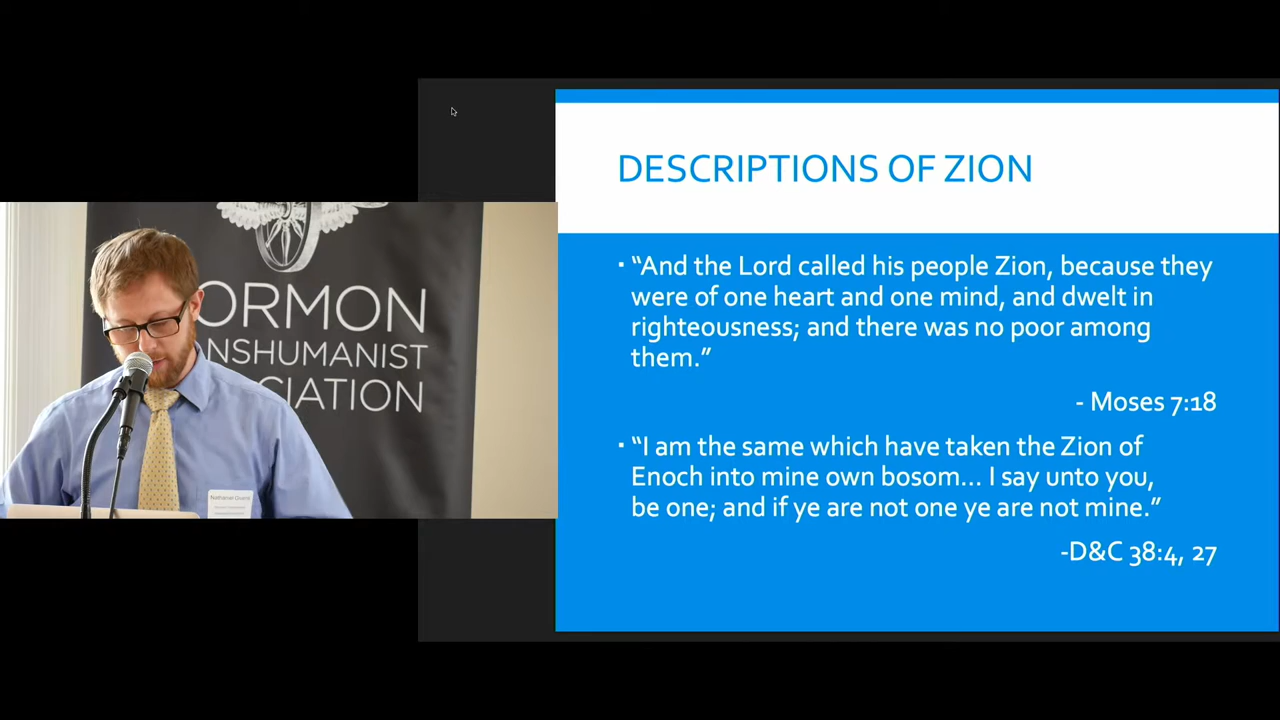 ORMON
NSHUMANIST
CIATION
Nathaniel Givens
DESCRIPTIONS OF ZION
▪ “And the Lord called his people Zion, because they
were of one heart and one mind, and dwelt in
righteousness; and there was no poor among
them.”
- Moses 7:18
▪ “I am the same which have taken the Zion of
Enoch into mine own bosom... I say unto you,
be one; and if ye are not one ye are not mine.”
-D&C 38:4, 27